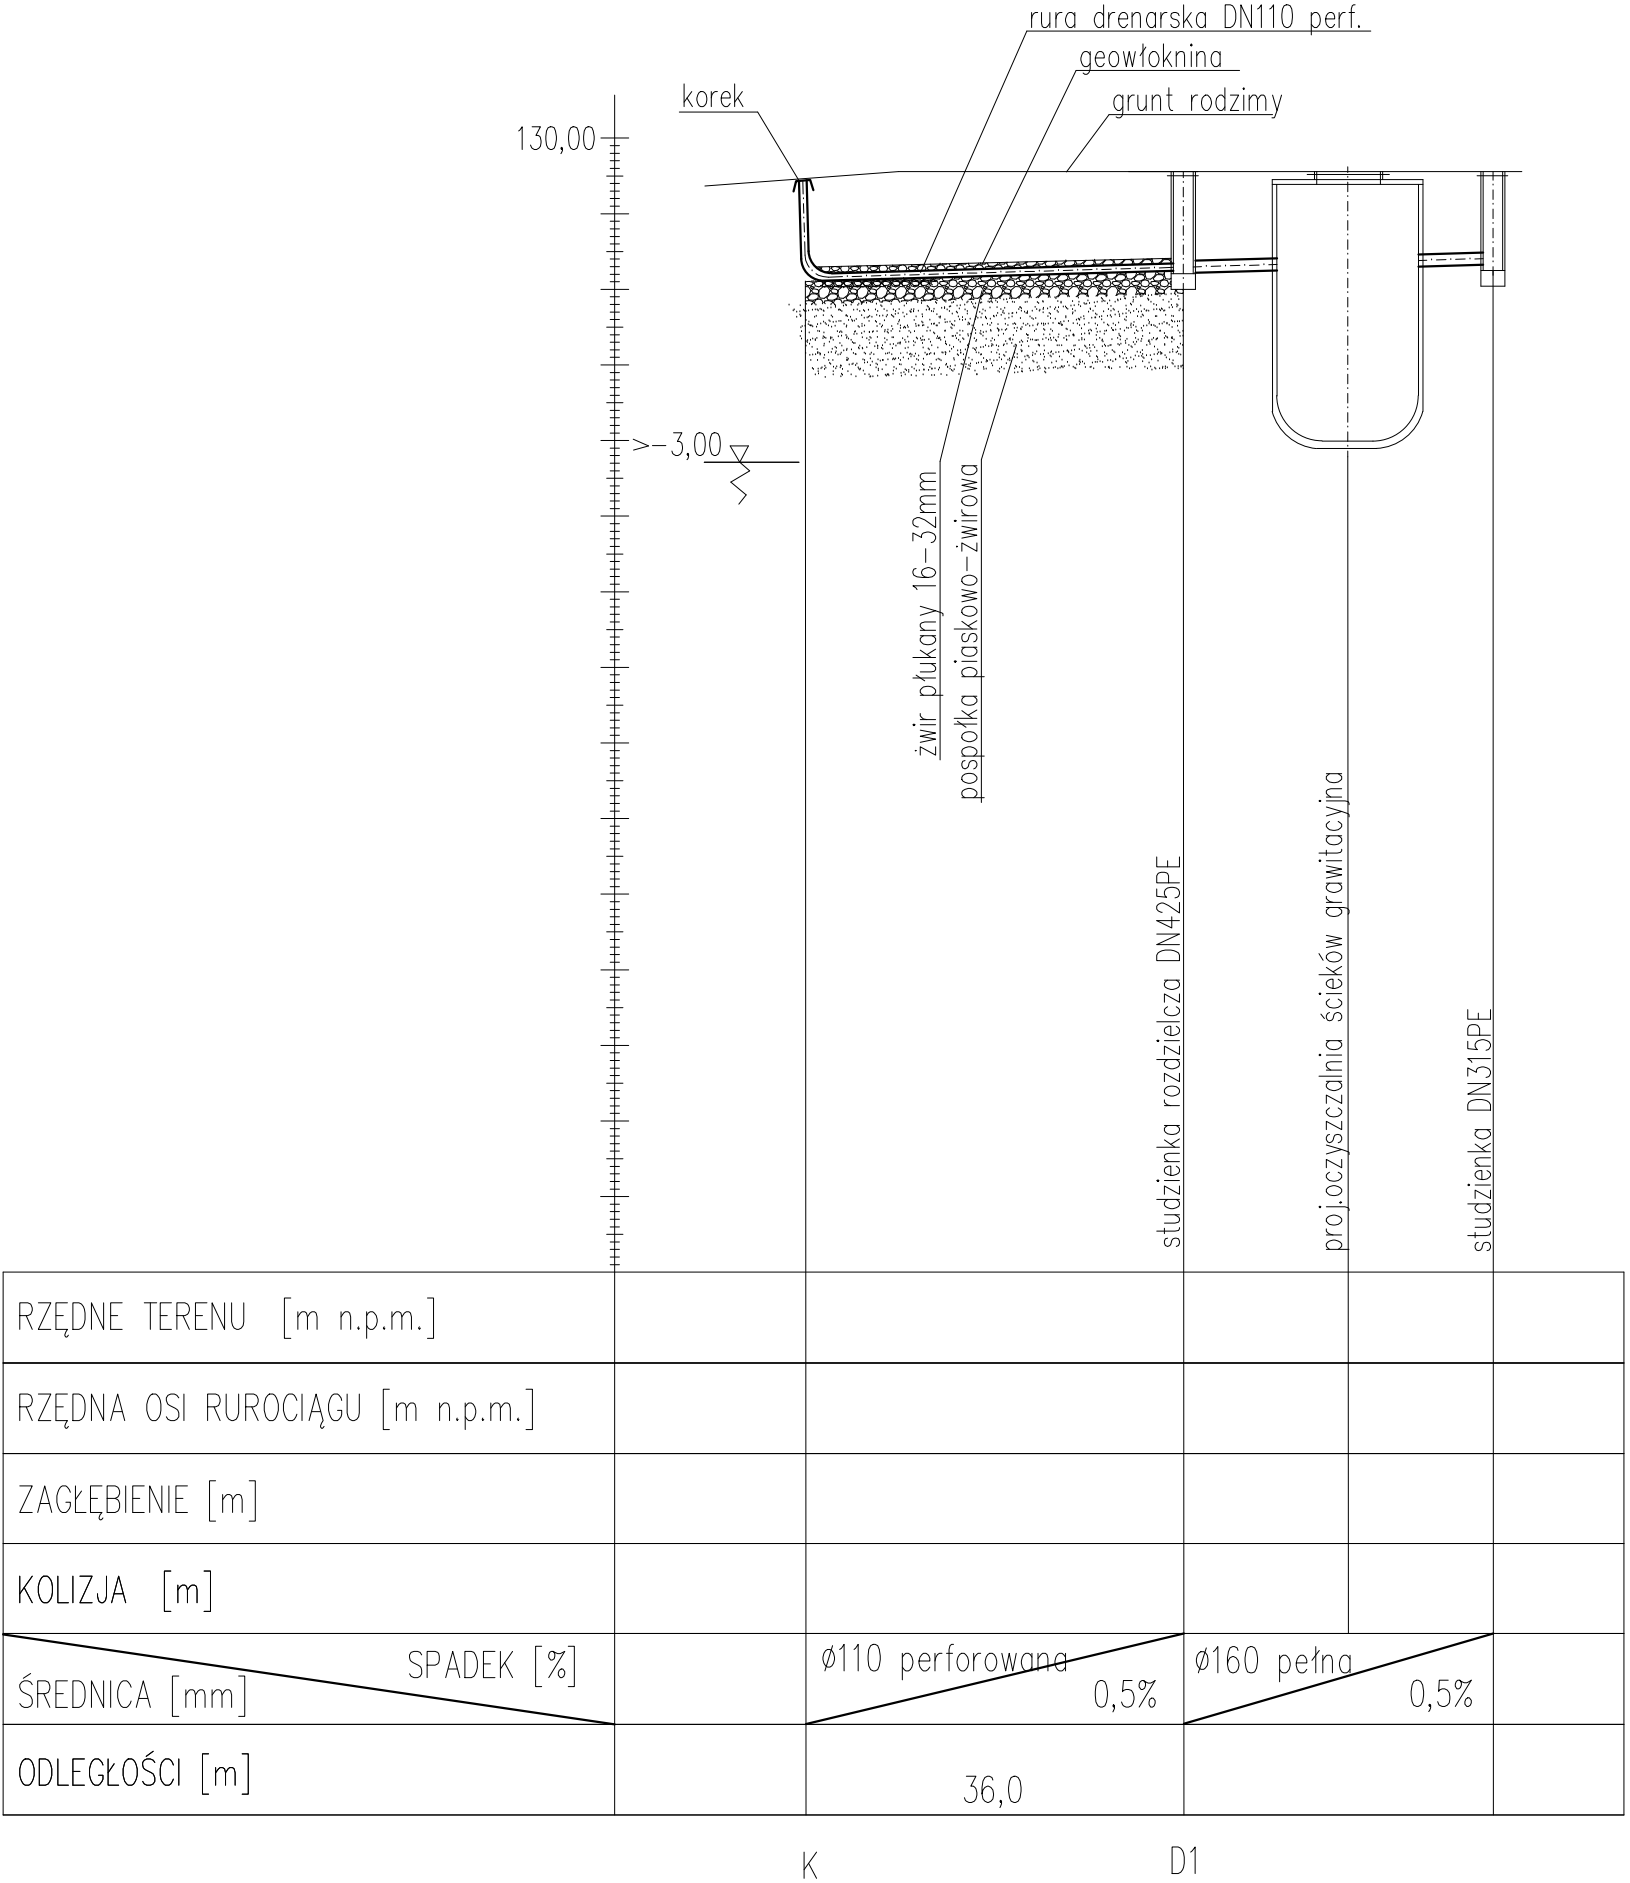 rura drenarska DN110 perf.
geowłoknina
korek
grunt rodzimy
130,00
>-3,00
żwir płukany 16-32mm
pospołka piaskowo-żwirowa
studzienka rozdzielcza DN425PE
proj.oczyszczalnia ścieków grawitacyjna
studzienka DN315PE
RZĘDNE TERENU [m n.p.m.]
RZĘDNA OSI RUROCIĄGU [m n.p.m.]
ZAGŁĘBIENIE [m]
KOLIZJA [m]
SPADEK [%]
ŚREDNICA [mm]
ø110 perforowana
0,5%
ø160 pełna
0,5%
ODLEGŁOŚCI [m]
36,0
K
D1